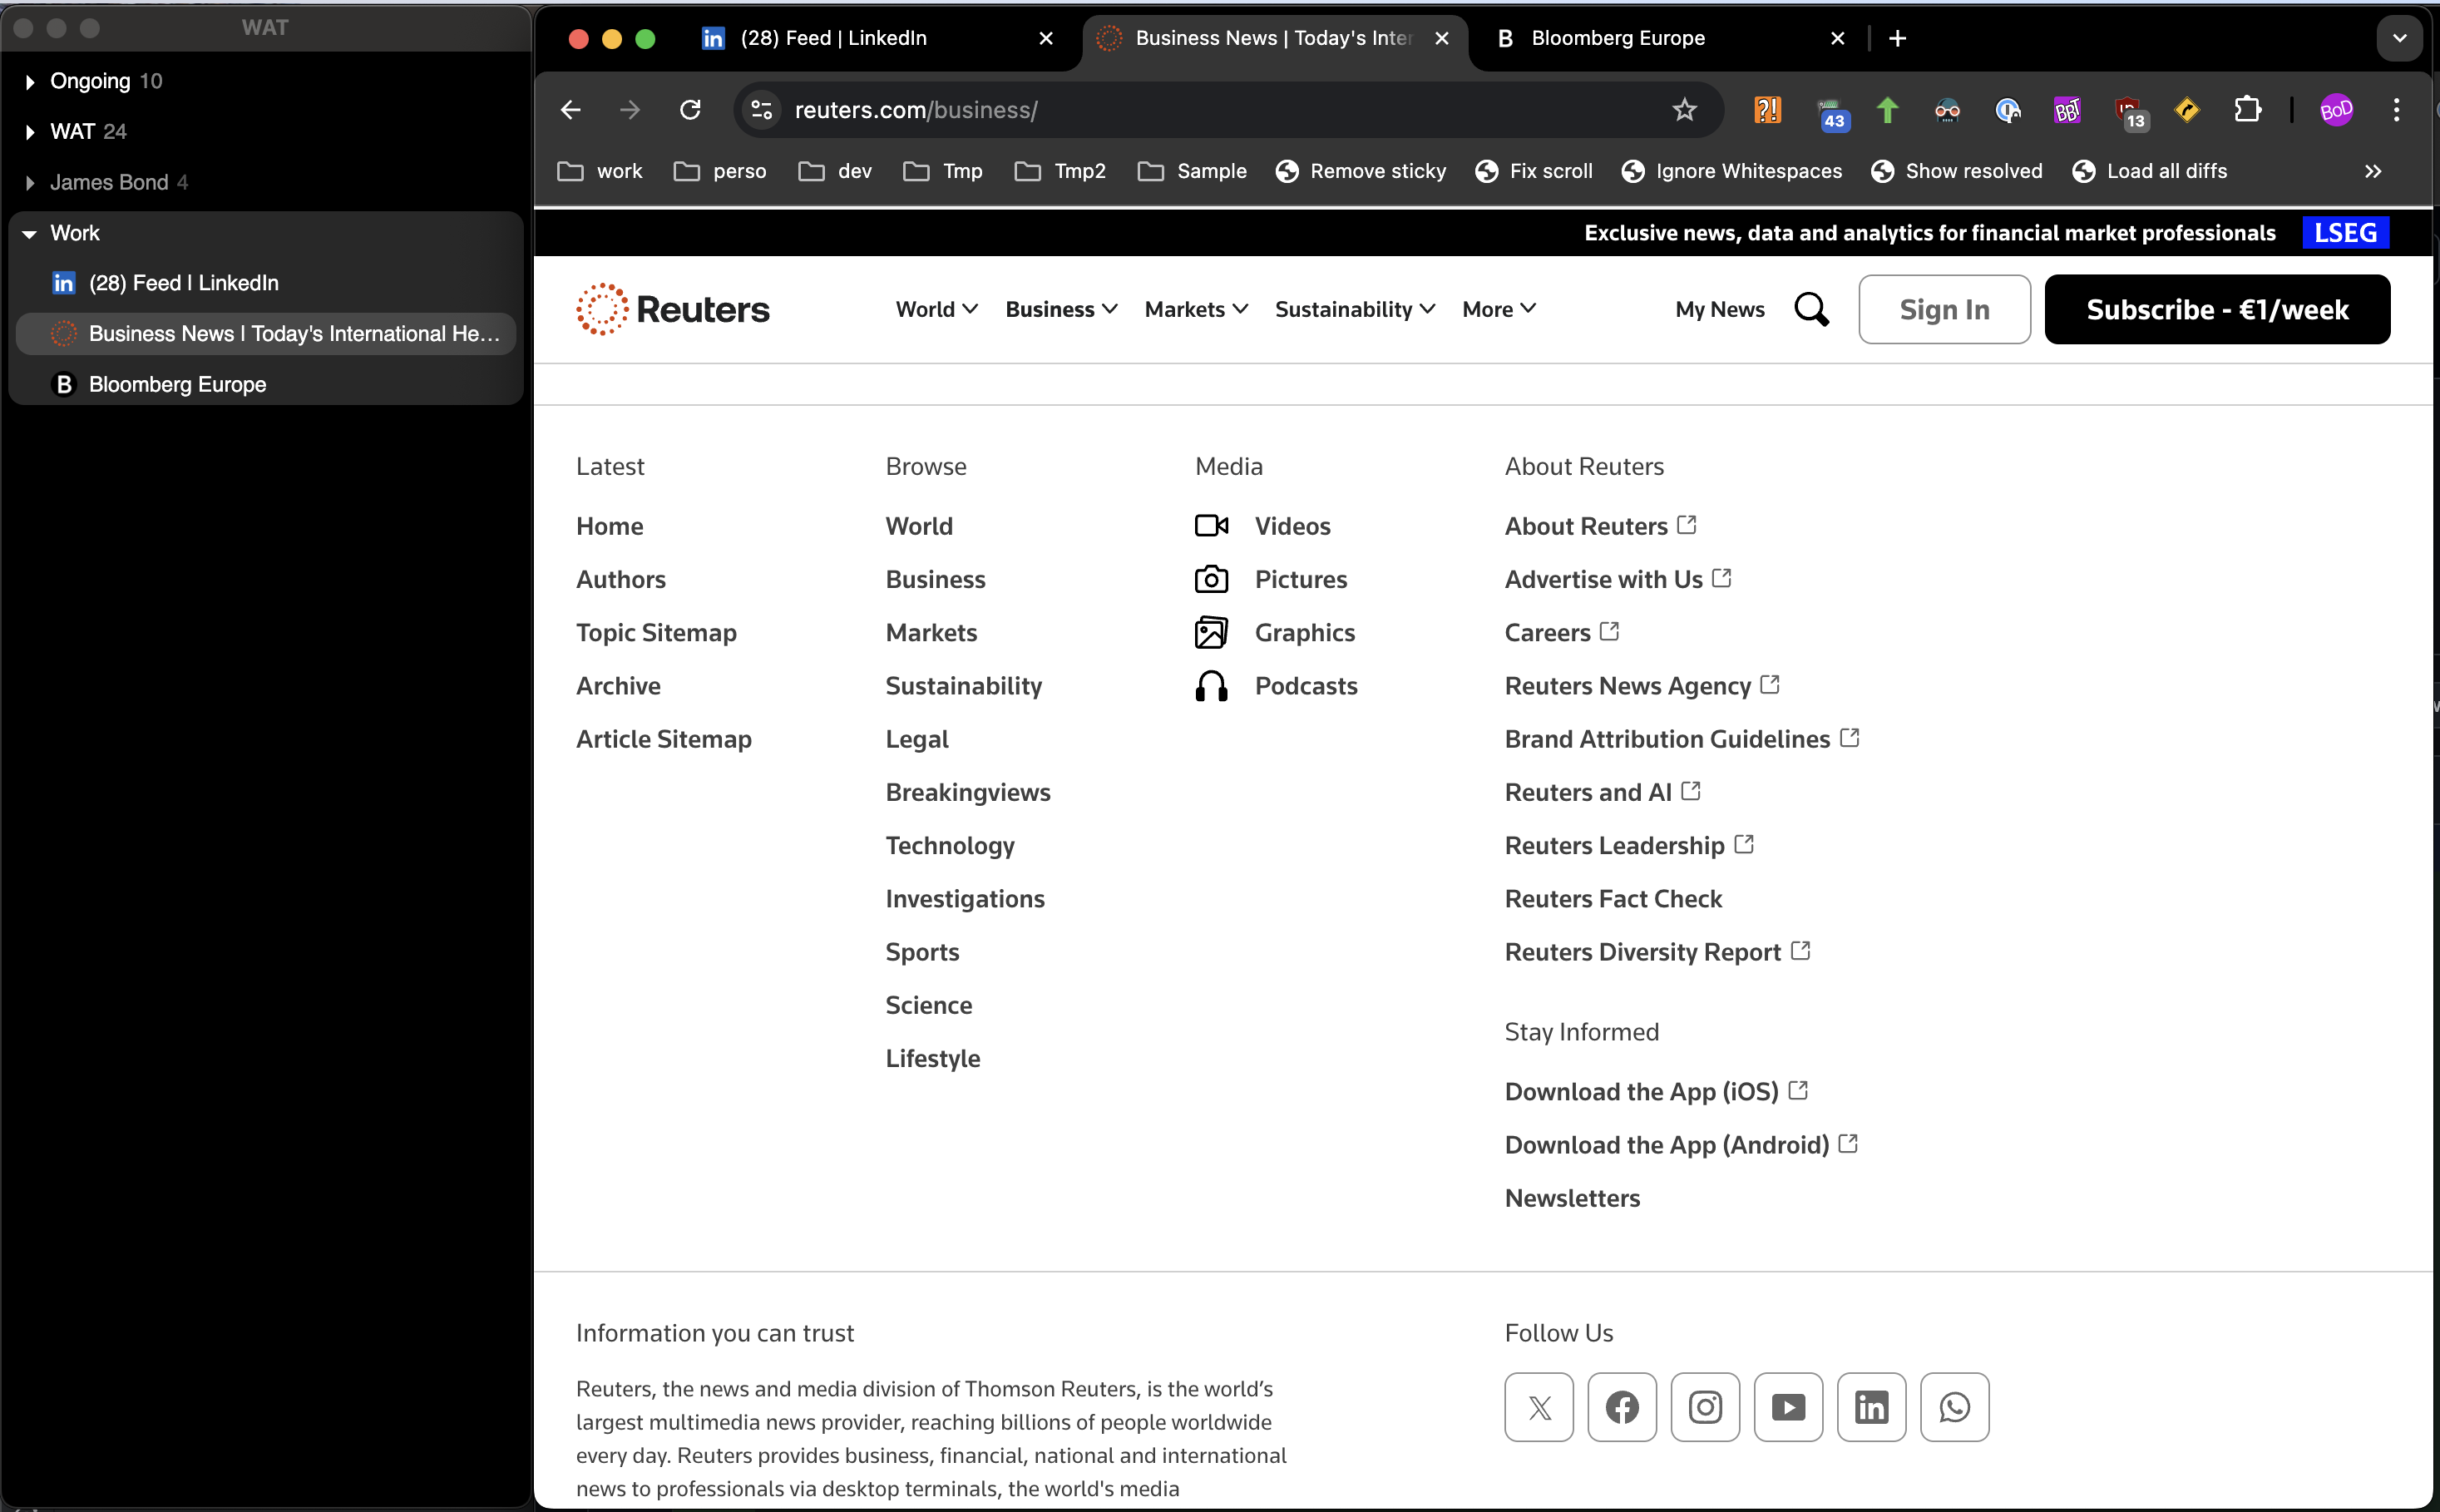 WAT
Ongoing 10
WAT 24
James Bond 4
Work
(28) Feed | LinkedIn
Business News | Today's International He...
Bloomberg Europe
(28) Feed | LinkedIn
Business News | Today's Inter
Bloomberg Europe
reuters.com/business/
43
BBT
13
BoD
work
perso
dev
Tmp
Tmp2
Sample
Remove sticky
Fix scroll
Ignore Whitespaces
Show resolved
Load all diffs
Exclusive news, data and analytics for financial market professionals
LSEG
Reuters
World
Business
Markets
Sustainability
More
My News
Sign In
Subscribe - €1/week
Latest
Home
Authors
Topic Sitemap
Archive
Article Sitemap
Browse
World
Business
Markets
Sustainability
Legal
Breakingviews
Technology
Investigations
Sports
Science
Lifestyle
Media
Videos
Pictures
Graphics
Podcasts
About Reuters
About Reuters
Advertise with Us
Careers
Reuters News Agency
Brand Attribution Guidelines
Reuters and AI
Reuters Leadership
Reuters Fact Check
Reuters Diversity Report
Stay Informed
Download the App (iOS)
Download the App (Android)
Newsletters
Information you can trust
Reuters, the news and media division of Thomson Reuters, is the world’s
largest multimedia news provider, reaching billions of people worldwide
every day. Reuters provides business, financial, national and international
news to professionals via desktop terminals, the world's media
Follow Us